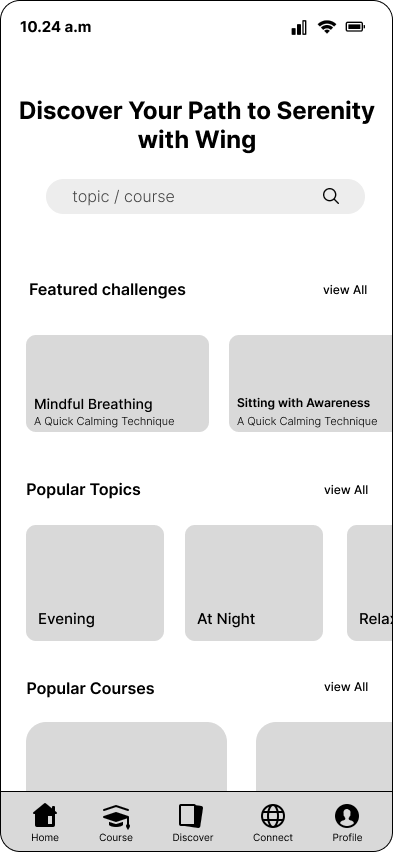 10.24 a.m
Discover Your Path to Serenity
with Wing
topic / course
Featured challenges
view All
Mindful Breathing
A Quick Calming Technique
Sitting with Awareness
A Quick Calming Technique
Popular Topics
view All
Evening
At Night
Rela
Popular Courses
view All
Home
Course
Discover
Connect
Profile